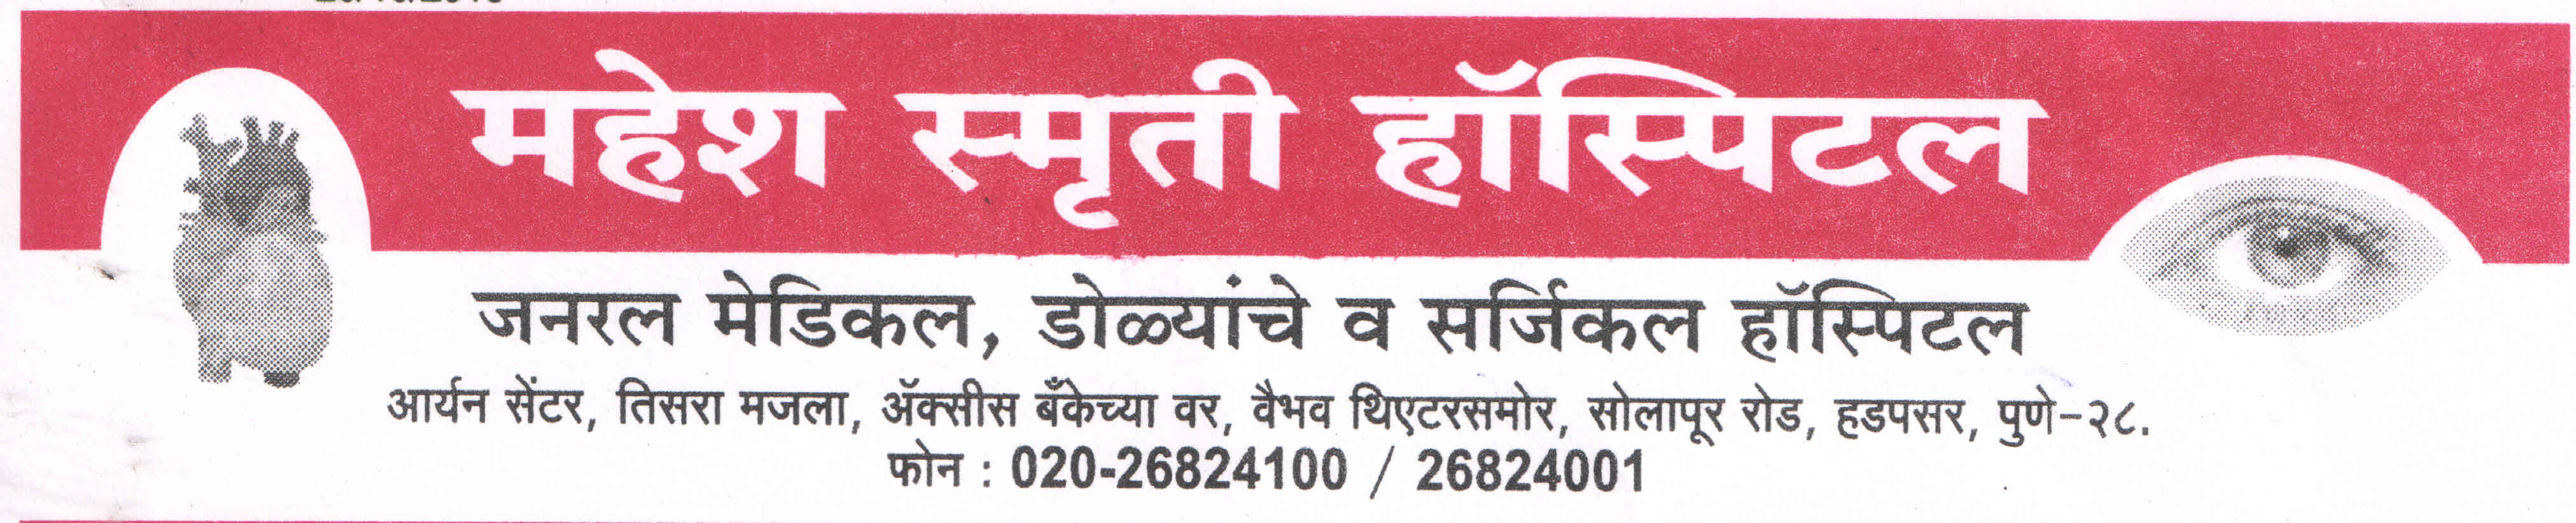 महेश स्मृती हॉस्पिटल
जनरल मेडिकल, डोळ्यांचे व सर्जिकल हॉस्पिटल
आर्यन सेंटर, तिसरा मजला, ॲक्सीस बँकेच्या वर, वैभव थिएटरसमोर, सोलापूर रोड, हडपसर, पुणे-२८.
फोन : 020-26824100 / 26824001